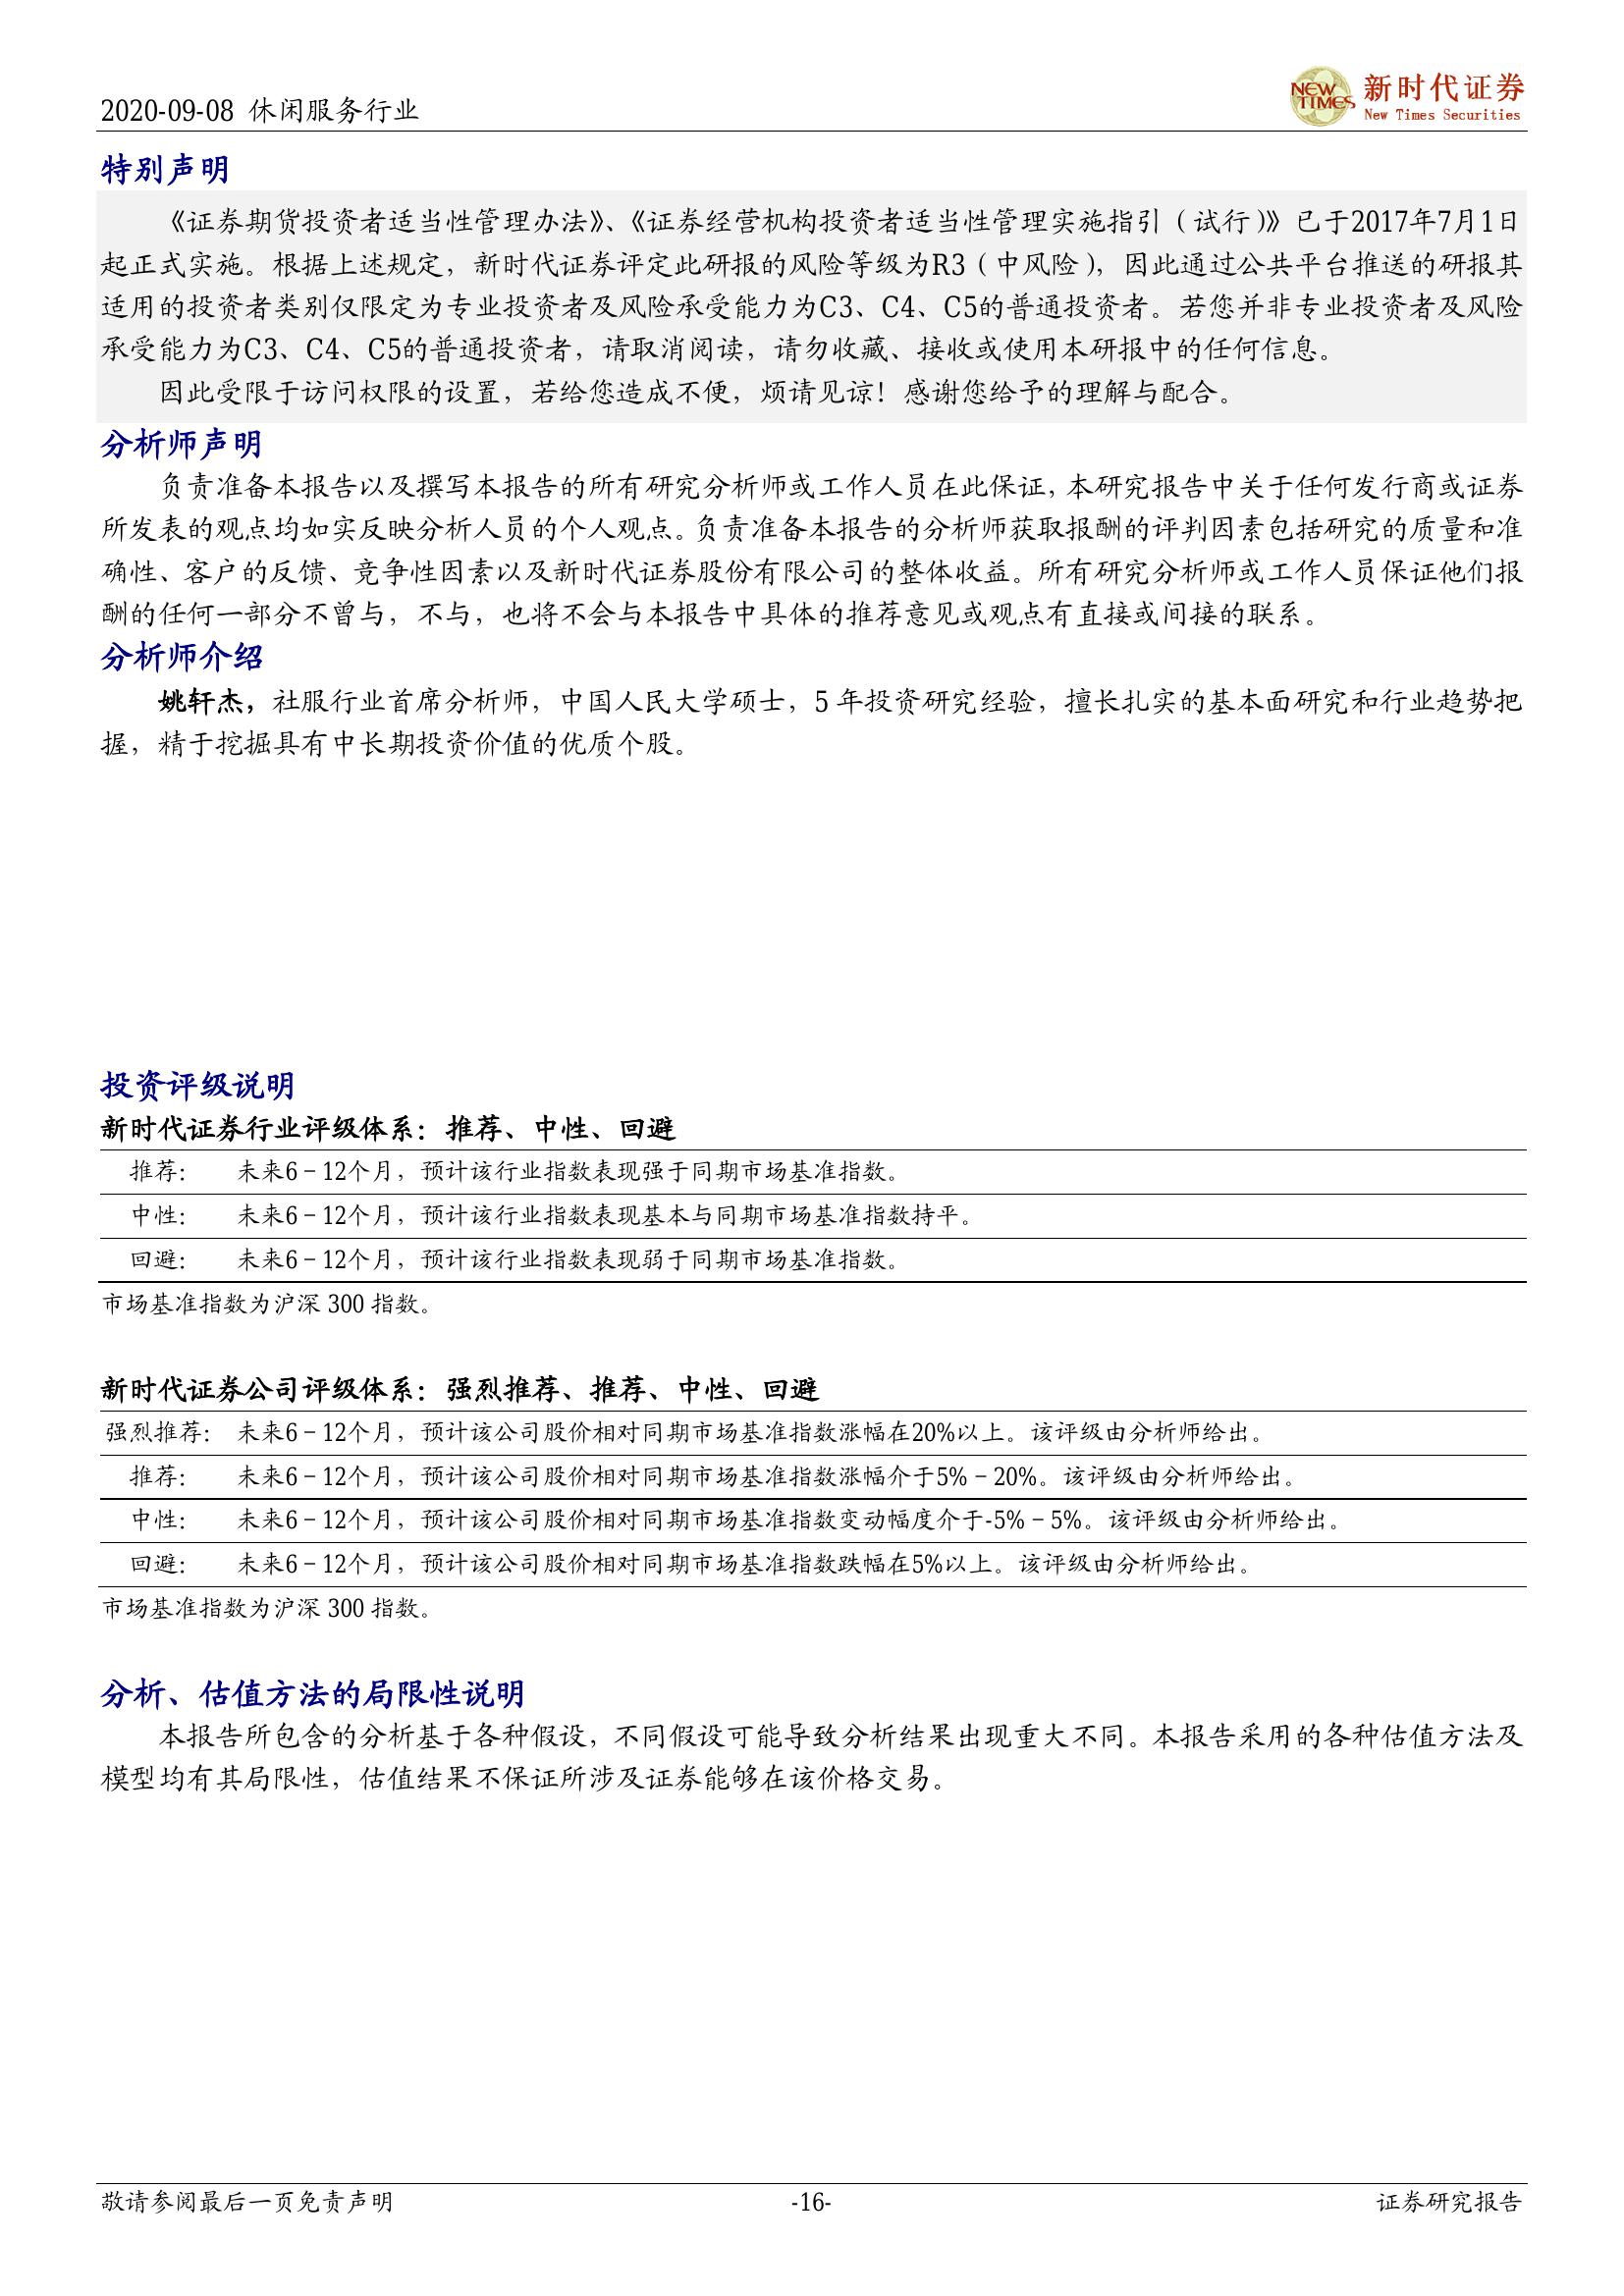 2020-09-08 休闲服务行业
NEW TIMES 新时代证券
New Times Securities
特别声明
《证券期货投资者适当性管理办法》、《证券经营机构投资者适当性管理实施指引（试行）》已于2017年7月1日
起正式实施。根据上述规定，新时代证券评定此研报的风险等级为R3（中风险），因此通过公共平台推送的研报其
适用的投资者类别仅限定为专业投资者及风险承受能力为C3、C4、C5的普通投资者。若您并非专业投资者及风险
承受能力为C3、C4、C5的普通投资者，请取消阅读，请勿收藏、接收或使用本研报中的任何信息。
因此受限于访问权限的设置，若给您造成不便，烦请见谅！感谢您给予的理解与配合。
分析师声明
负责准备本报告以及撰写本报告的所有研究分析师或工作人员在此保证，本研究报告中关于任何发行商或证券
所发表的观点均如实反映分析人员的个人观点。负责准备本报告的分析师获取报酬的评判因素包括研究的质量和准
确性、客户的反馈、竞争性因素以及新时代证券股份有限公司的整体收益。所有研究分析师或工作人员保证他们报
酬的任何一部分不曾与，不与，也将不会与本报告中具体的推荐意见或观点有直接或间接的联系。
分析师介绍
姚轩杰，社服行业首席分析师，中国人民大学硕士，5 年投资研究经验，擅长扎实的基本面研究和行业趋势把
握，精于挖掘具有中长期投资价值的优质个股。
投资评级说明
新时代证券行业评级体系：推荐、中性、回避
推荐： 未来6－12个月，预计该行业指数表现强于同期市场基准指数。
中性： 未来6－12个月，预计该行业指数表现基本与同期市场基准指数持平。
回避： 未来6－12个月，预计该行业指数表现弱于同期市场基准指数。
市场基准指数为沪深 300 指数。
新时代证券公司评级体系：强烈推荐、推荐、中性、回避
强烈推荐： 未来6－12个月，预计该公司股价相对同期市场基准指数涨幅在20%以上。该评级由分析师给出。
推荐： 未来6－12个月，预计该公司股价相对同期市场基准指数涨幅介于5%－20%。该评级由分析师给出。
中性： 未来6－12个月，预计该公司股价相对同期市场基准指数变动幅度介于-5%－5%。该评级由分析师给出。
回避： 未来6－12个月，预计该公司股价相对同期市场基准指数跌幅在5%以上。该评级由分析师给出。
市场基准指数为沪深 300 指数。
分析、估值方法的局限性说明
本报告所包含的分析基于各种假设，不同假设可能导致分析结果出现重大不同。本报告采用的各种估值方法及
模型均有其局限性，估值结果不保证所涉及证券能够在该价格交易。
敬请参阅最后一页免责声明 -16- 证券研究报告